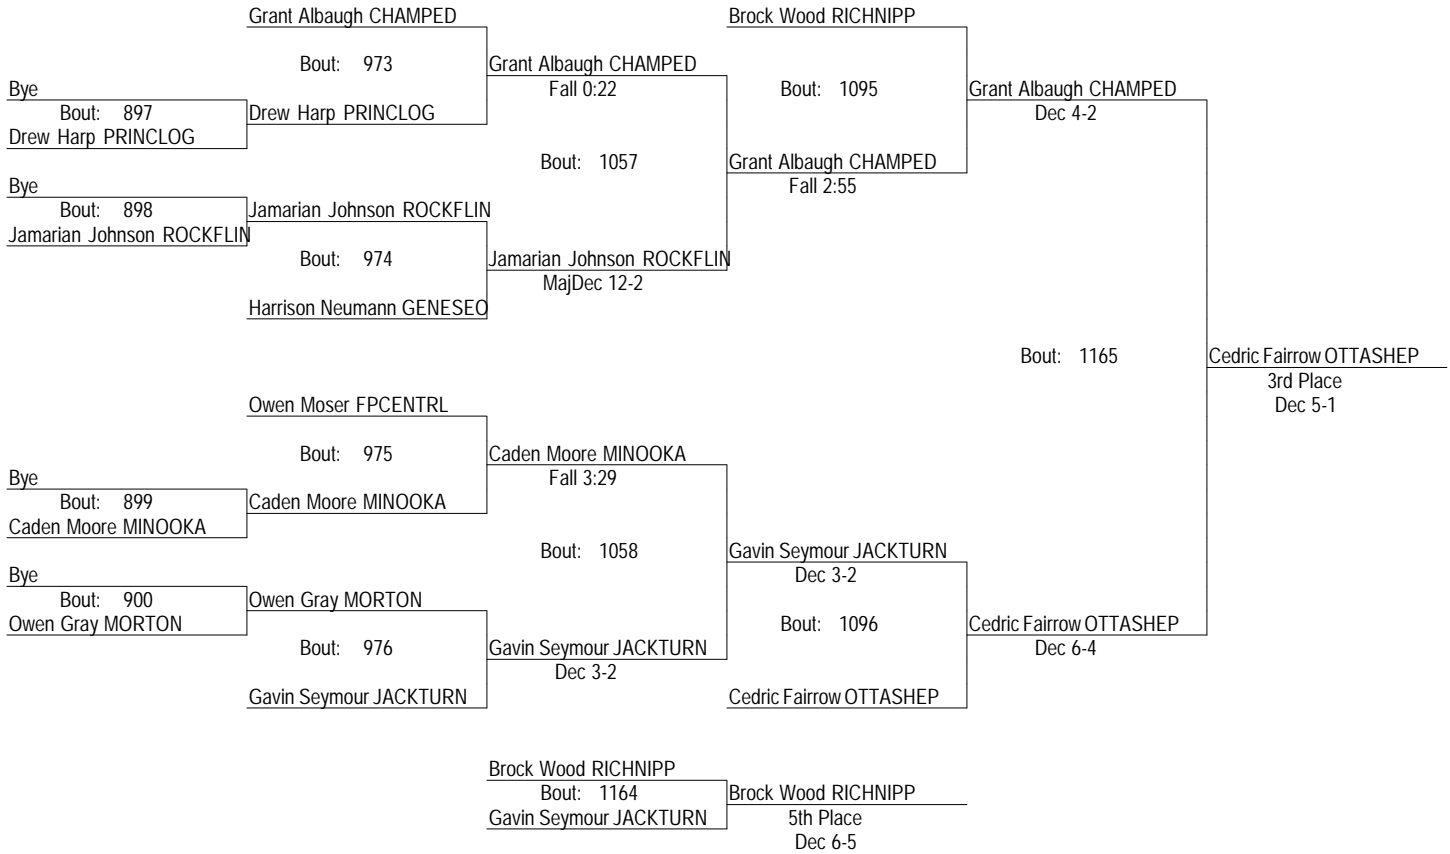 Grant Albaugh CHAMPED
Bout: 973
Bye
Bout: 897
Drew Harp PRINCLOG
Drew Harp PRINCLOG
Grant Albaugh CHAMPED
Fall 0:22
Bye
Bout: 898
Jamarian Johnson ROCKFLIN
Jamarian Johnson ROCKFLIN
Bout: 974
Harrison Neumann GENESEO
Jamarian Johnson ROCKFLIN
MajDec 12-2
Bout: 1057
Brock Wood RICHNIPP
Bout: 1095
Grant Albaugh CHAMPED
Fall 2:55
Grant Albaugh CHAMPED
Dec 4-2
Owen Moser FPCENTRL
Bout: 975
Bye
Bout: 899
Caden Moore MINOOKA
Caden Moore MINOOKA
Caden Moore MINOOKA
Fall 3:29
Bye
Bout: 900
Owen Gray MORTON
Owen Gray MORTON
Bout: 976
Gavin Seymour JACKTURN
Gavin Seymour JACKTURN
Dec 3-2
Bout: 1058
Gavin Seymour JACKTURN
Dec 3-2
Bout: 1096
Cedric Fairrow OTTASHEP
Cedric Fairrow OTTASHEP
Dec 6-4
Bout: 1165
Cedric Fairrow OTTASHEP
3rd Place
Dec 5-1
Brock Wood RICHNIPP
Bout: 1164
Gavin Seymour JACKTURN
Brock Wood RICHNIPP
5th Place
Dec 6-5